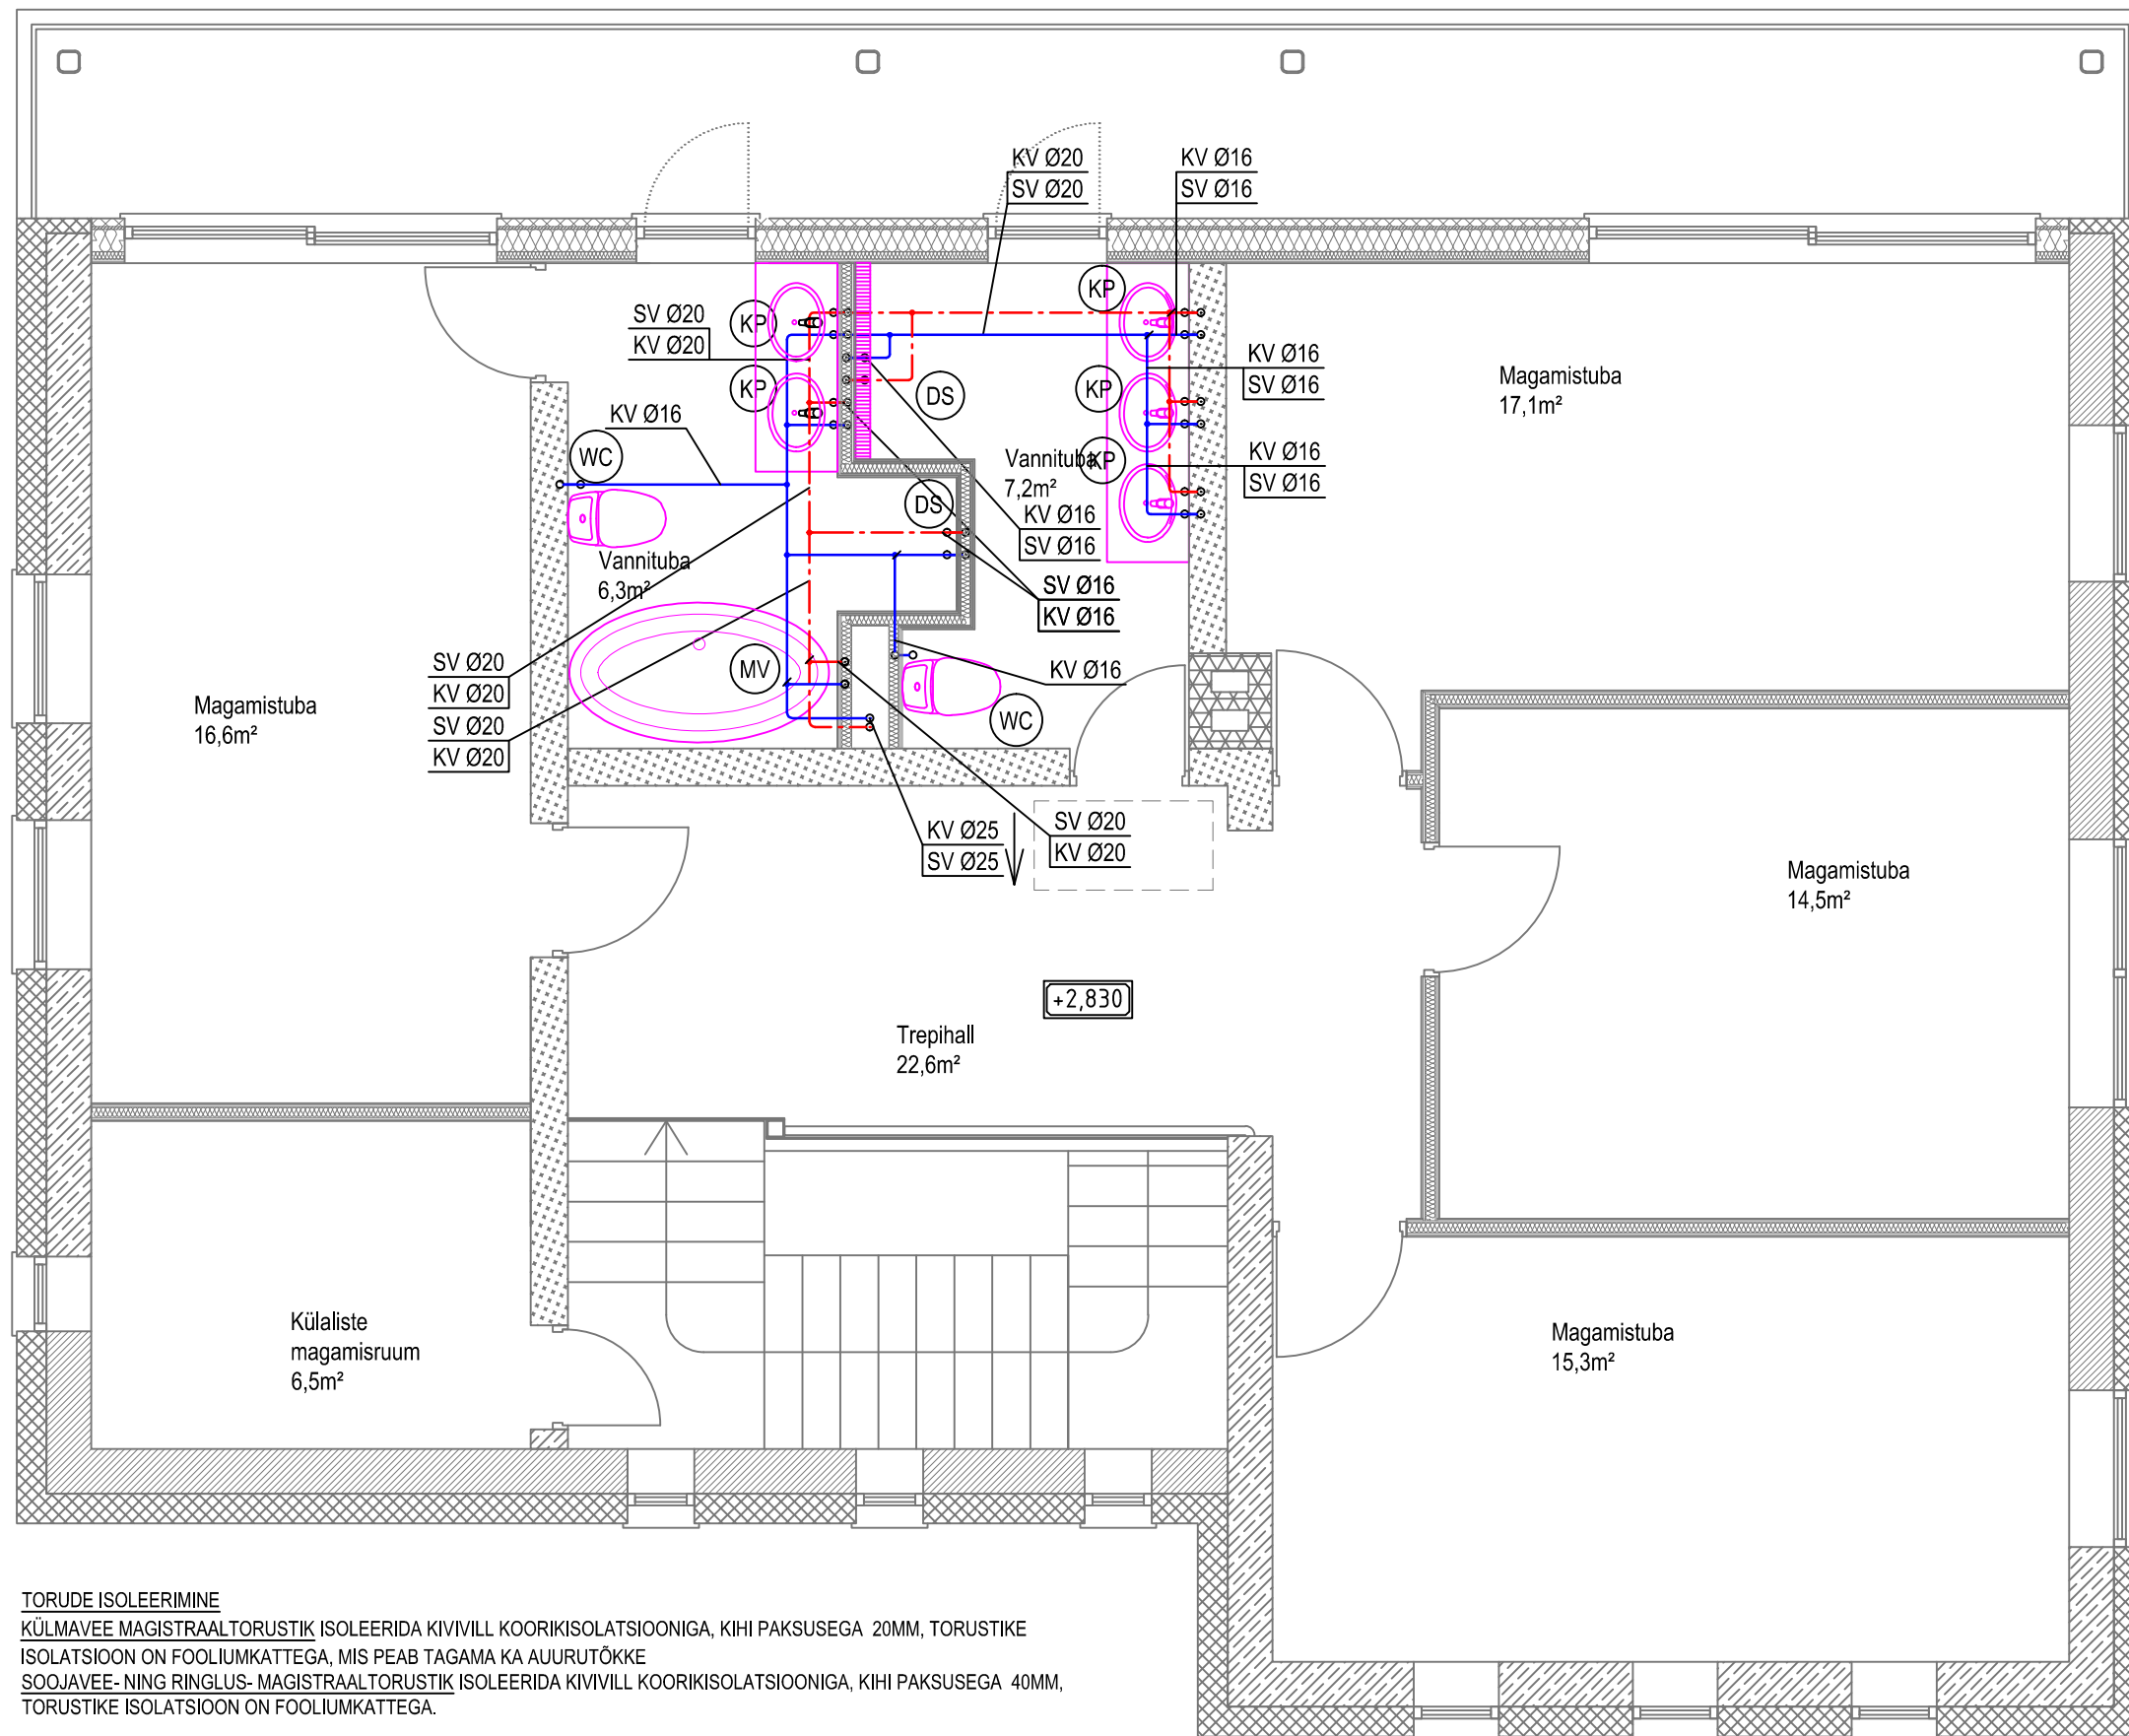 KV Ø20
SV Ø20
KV Ø16
SV Ø16
SV Ø20
KV Ø20
KP
KP
KP
KP
KP
DS
DS
KV Ø16
WC
KV Ø16
SV Ø16
KV Ø16
SV Ø16
Magamistuba
17,1m²
Vannituba
7,2m²
KV Ø16
SV Ø16
Vannituba
6,3m²
SV Ø16
KV Ø16
KV Ø16
MV
WC
SV Ø20
KV Ø20
SV Ø20
KV Ø20
Magamistuba
16,6m²
KV Ø25
SV Ø25
SV Ø20
KV Ø20
Magamistuba
14,5m²
+2,830
Trepihall
22,6m²
Külaliste
magamisruum
6,5m²
Magamistuba
15,3m²
TORUDE ISOLEERIMINE
KÜLMAVEE MAGISTRAALTORUSTIK ISOLEERIDA KIVIVILL KOORIKISOLATSIOONIGA, KIHI PAKSUSEGA 20MM, TORUSTIKE
ISOLATSIOON ON FOOLIUMKATTEGA, MIS PEAB TAGAMA KA AUURUTÕKKE
SOOJAVEE- NING RINGLUS- MAGISTRAALTORUSTIK ISOLEERIDA KIVIVILL KOORIKISOLATSIOONIGA, KIHI PAKSUSEGA 40MM,
TORUSTIKE ISOLATSIOON ON FOOLIUMKATTEGA.